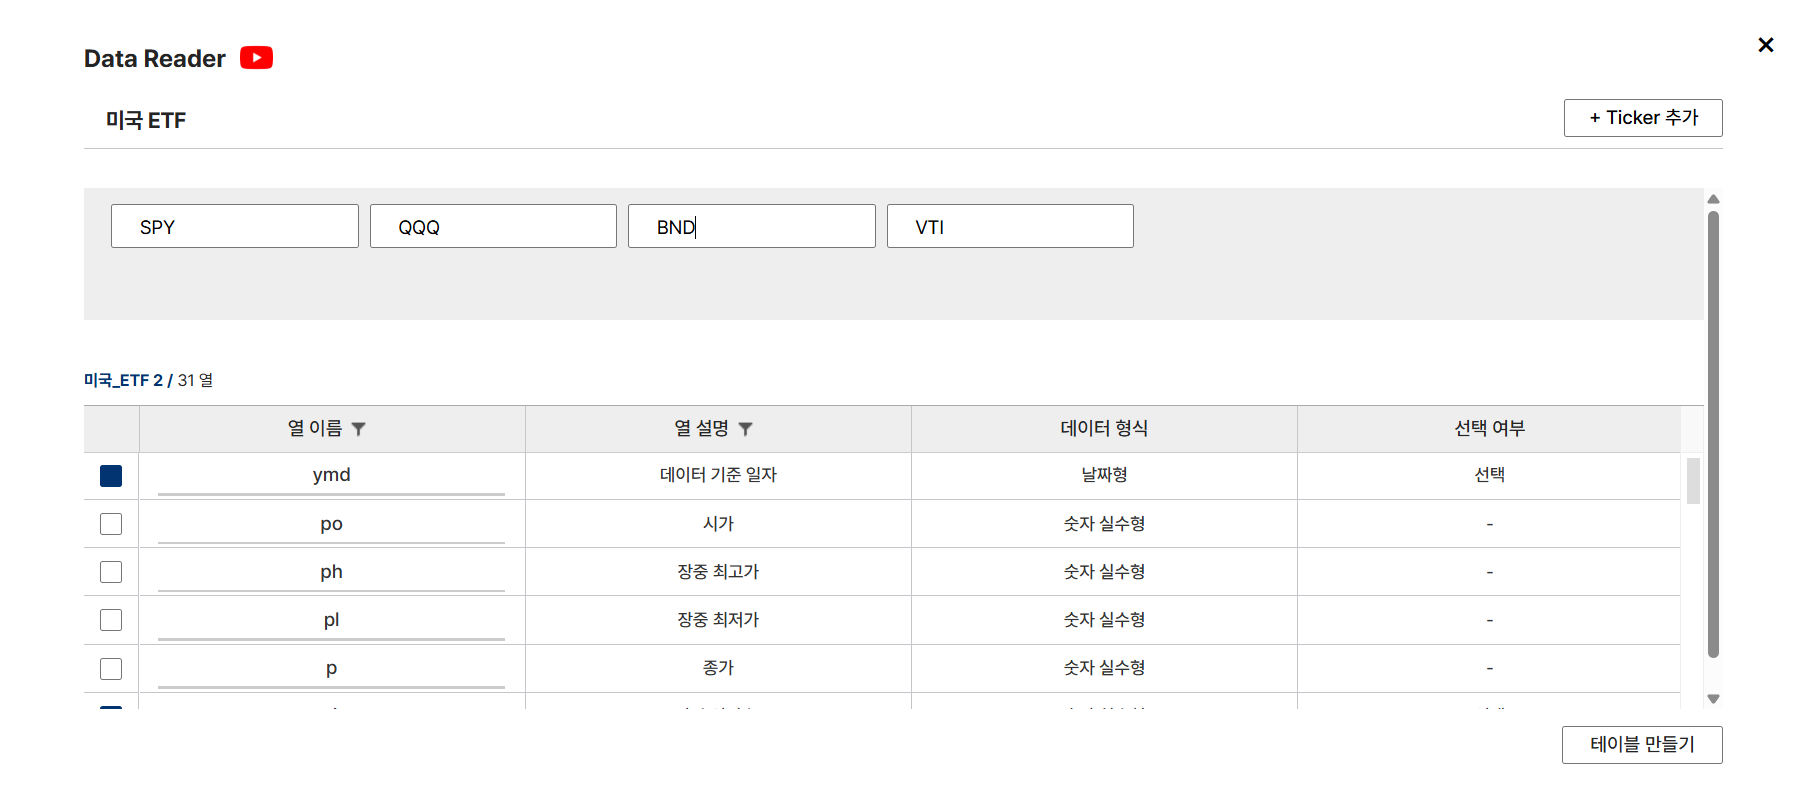 Data Reader
×
미국 ETF
+ Ticker 추가
SPY QQQ BND VTI
미국_ETF 2 / 31 열
열 이름 열 설명 데이터 형식 선택 여부
ymd 데이터 기준 일자 날짜형 선택
po 시가 숫자 실수형 -
ph 장중 최고가 숫자 실수형 -
pl 장중 최저가 숫자 실수형 -
p 종가 숫자 실수형 -
테이블 만들기